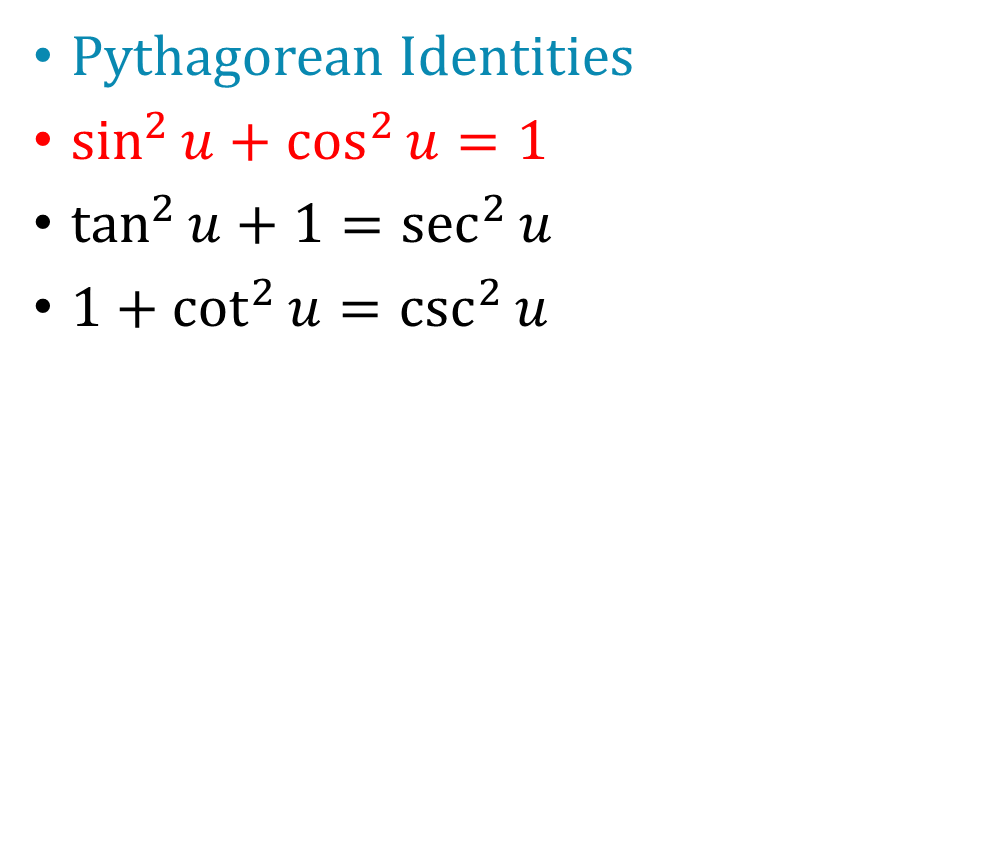 • Pythagorean Identities
• sin² u + cos² u = 1
• tan² u + 1 = sec² u
• 1 + cot² u = csc² u